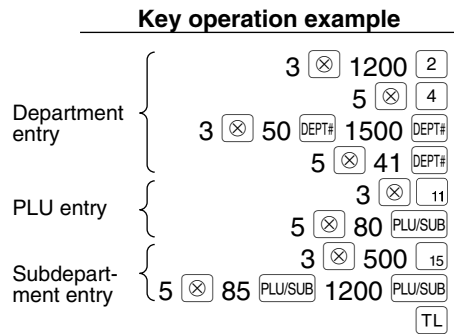 Key operation example
3 ⊗ 1200 2
5 ⊗ 4
Department entry
3 ⊗ 50 DEPT# 1500 DEPT#
5 ⊗ 41 DEPT#
PLU entry
3 ⊗ 11
5 ⊗ 80 PLU/SUB
Subdepart-
ment entry
3 ⊗ 500 15
5 ⊗ 85 PLU/SUB 1200 PLU/SUB
TL